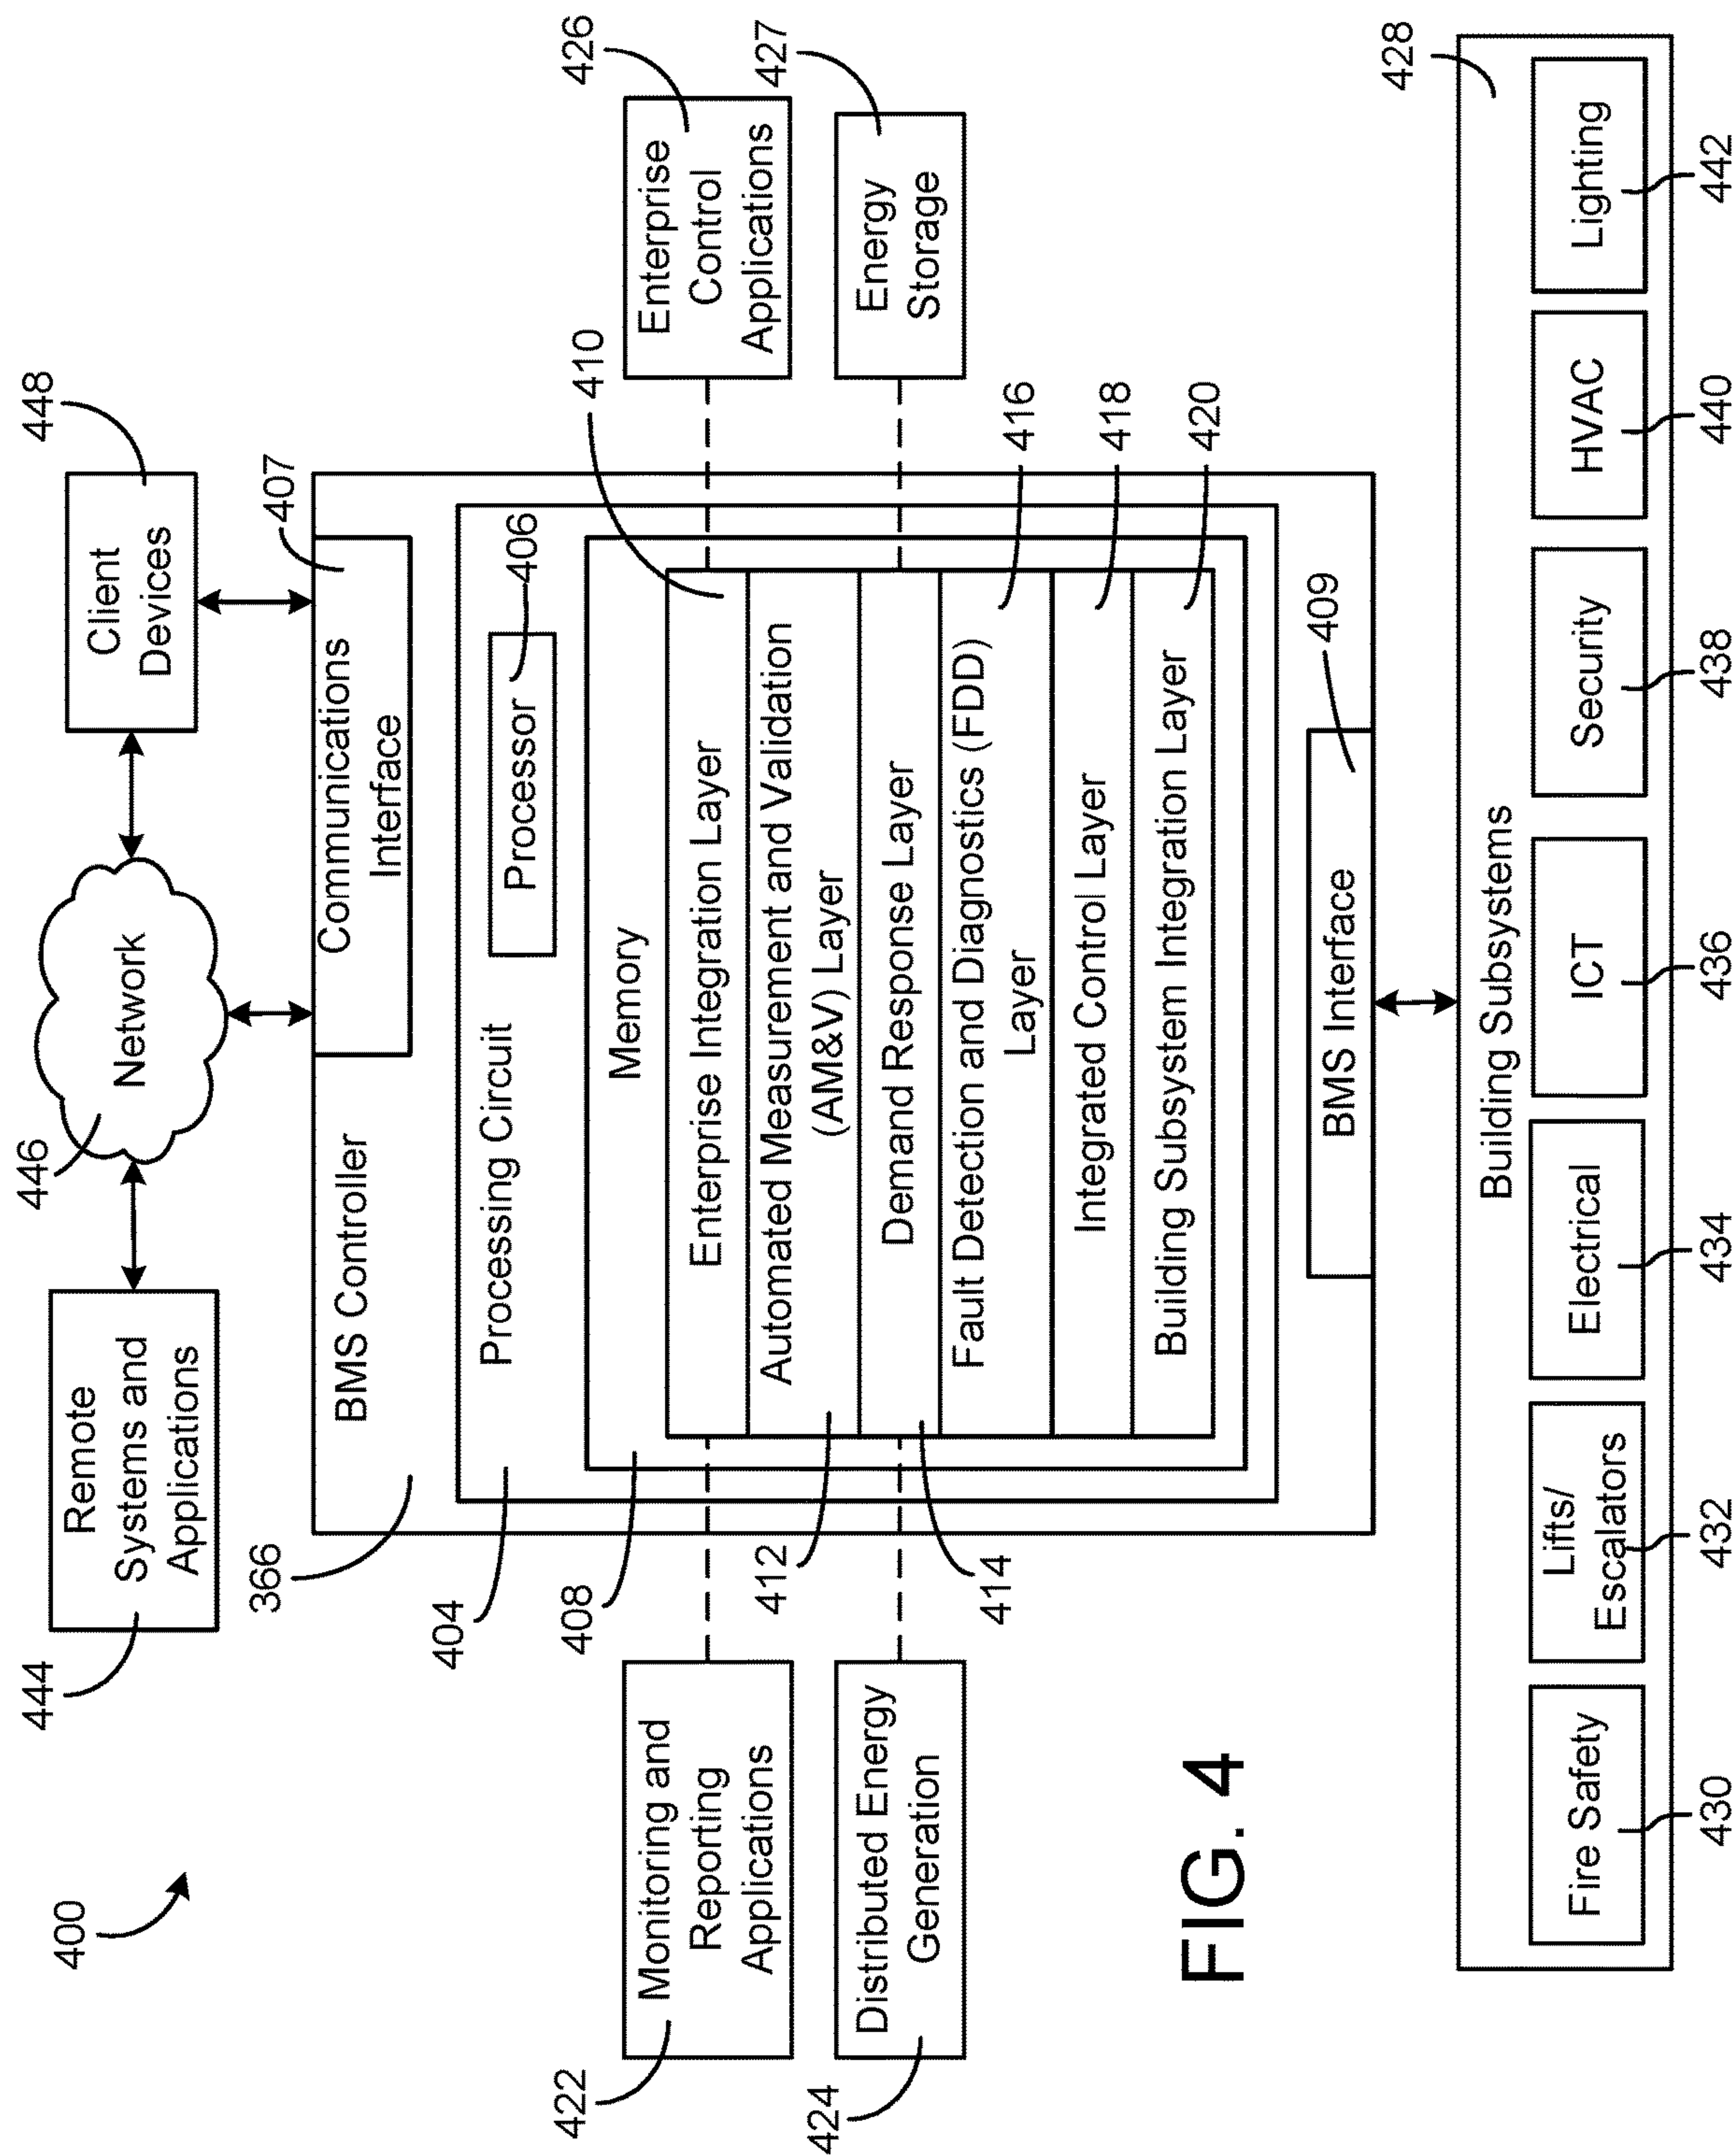 400
444
Remote
Systems and
Applications
446
Network
Client
Devices
448
366
BMS Controller
Communications
Interface
407
404
Processing Circuit
Processor
406
408
Memory
410
Enterprise Integration Layer
Automated Measurement and Validation
(AM&V) Layer
412
Demand Response Layer
414
Fault Detection and Diagnostics (FDD)
Layer
416
Integrated Control Layer
418
Building Subsystem Integration Layer
420
422
Monitoring and
Reporting
Applications
424
Distributed Energy
Generation
Enterprise
Control
Applications
426
Energy
Storage
427
BMS Interface
409
FIG. 4
Building Subsystems
428
Fire Safety
430
Lifts/
Escalators
432
Electrical
434
ICT
436
Security
438
HVAC
440
Lighting
442